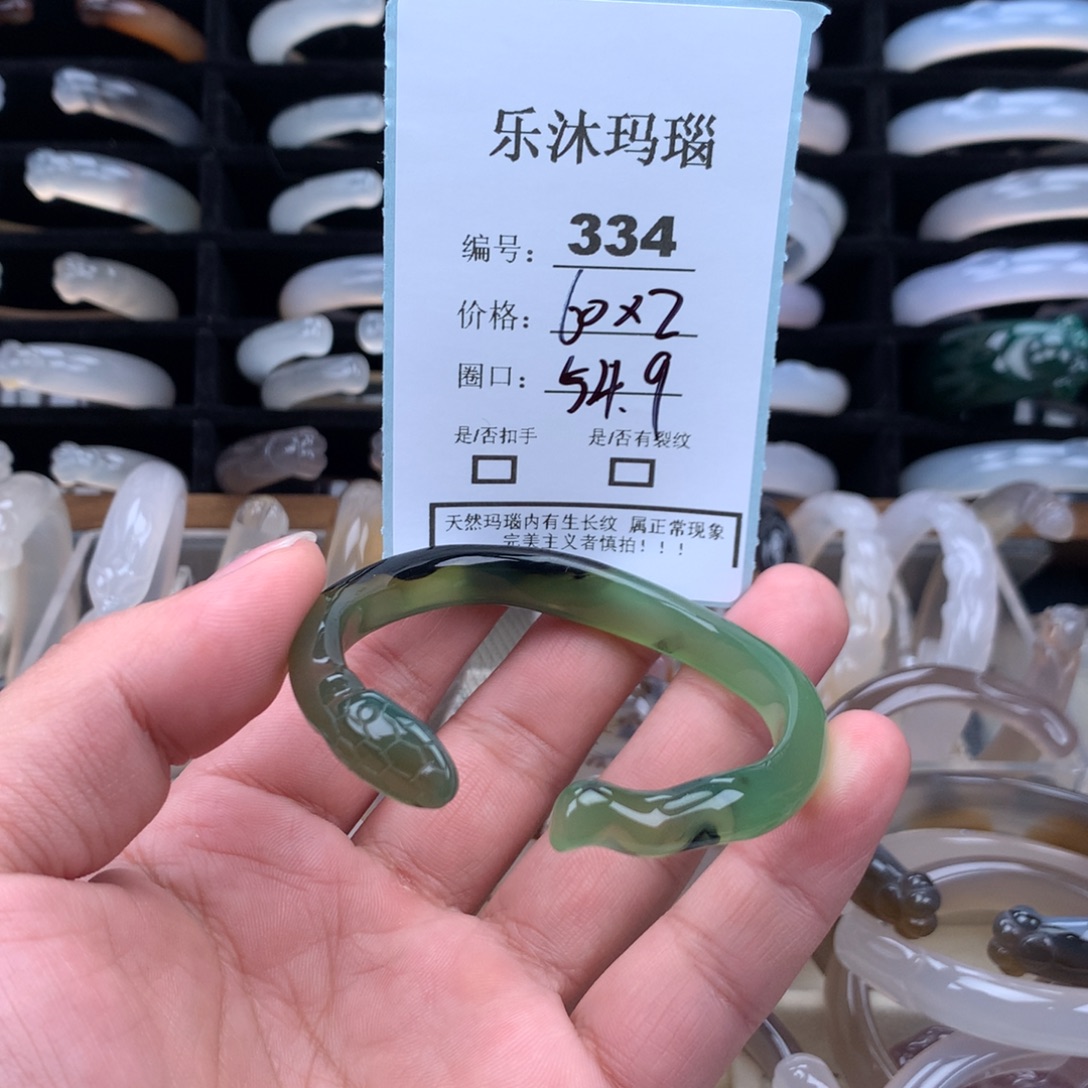 乐沐玛瑙
编号：334
价格：60×2
圈口：54.9
是/否扣手 是/否有裂纹
天然玛瑙内有生长纹 属正常现象
完美主义者慎拍！！！